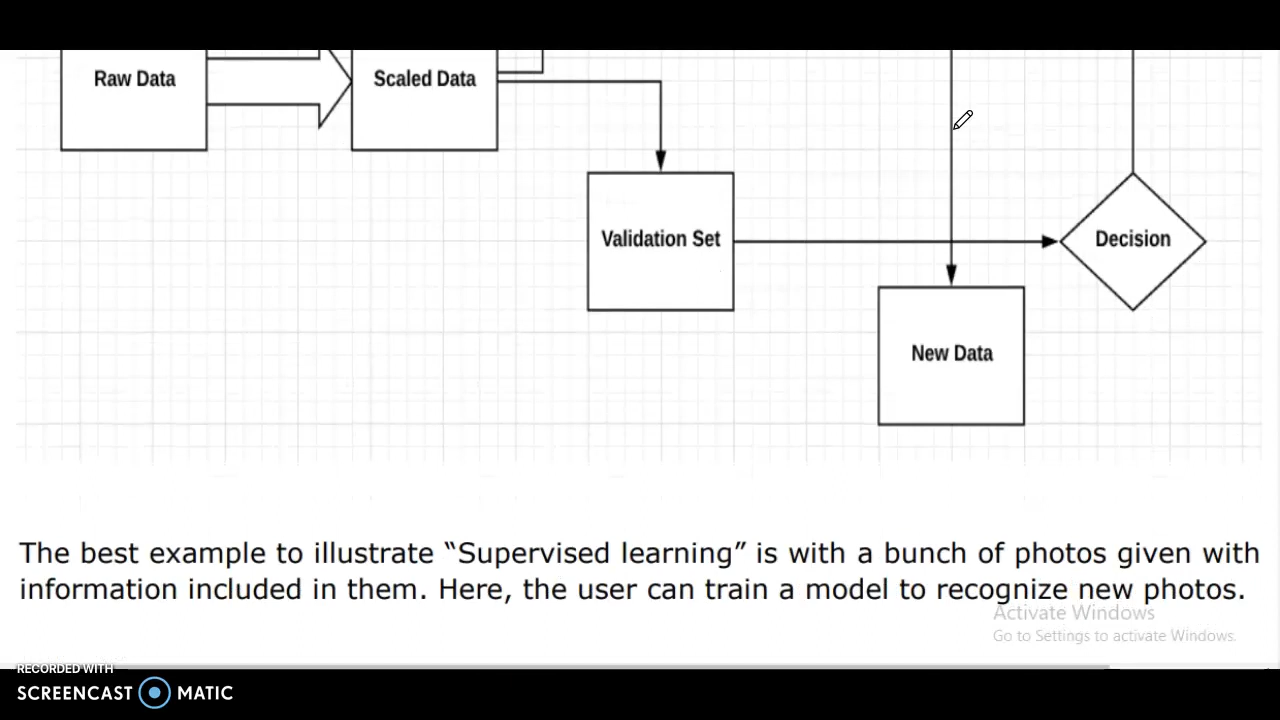 Raw Data
Scaled Data
Validation Set
Decision
New Data
The best example to illustrate “Supervised learning” is with a bunch of photos given with
information included in them. Here, the user can train a model to recognize new photos.
Activate Windows
Go to Settings to activate Windows.
RECORDED WITH
SCREENCAST MATIC